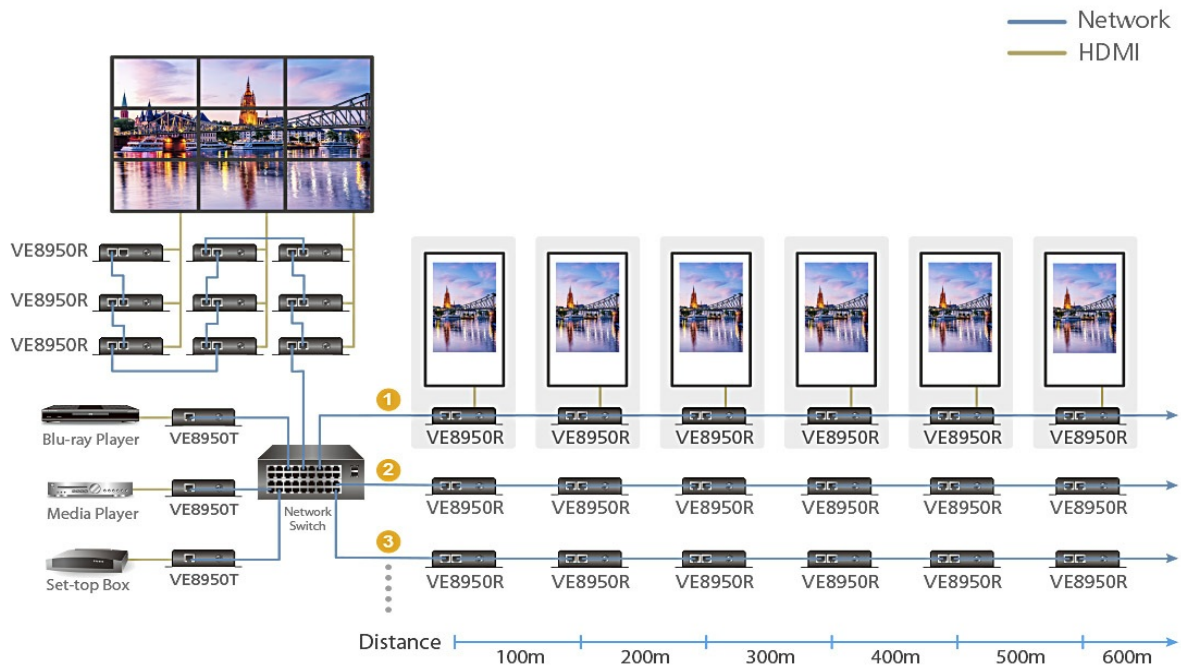 Network
HDMI
VE8950R
VE8950R
VE8950R
Blu-ray Player
VE8950T
Media Player
VE8950T
Set-top Box
VE8950T
Network
Switch
1
VE8950R VE8950R VE8950R VE8950R VE8950R VE8950R
2
VE8950R VE8950R VE8950R VE8950R VE8950R VE8950R
3
VE8950R VE8950R VE8950R VE8950R VE8950R VE8950R
Distance
100m 200m 300m 400m 500m 600m